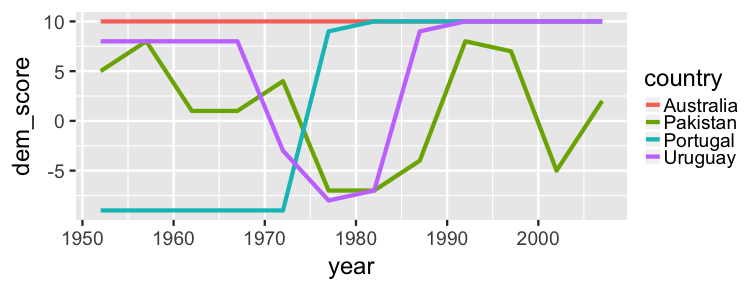 10
5
0
-5
dem_score
1950 1960 1970 1980 1990 2000
year
country
Australia
Pakistan
Portugal
Uruguay